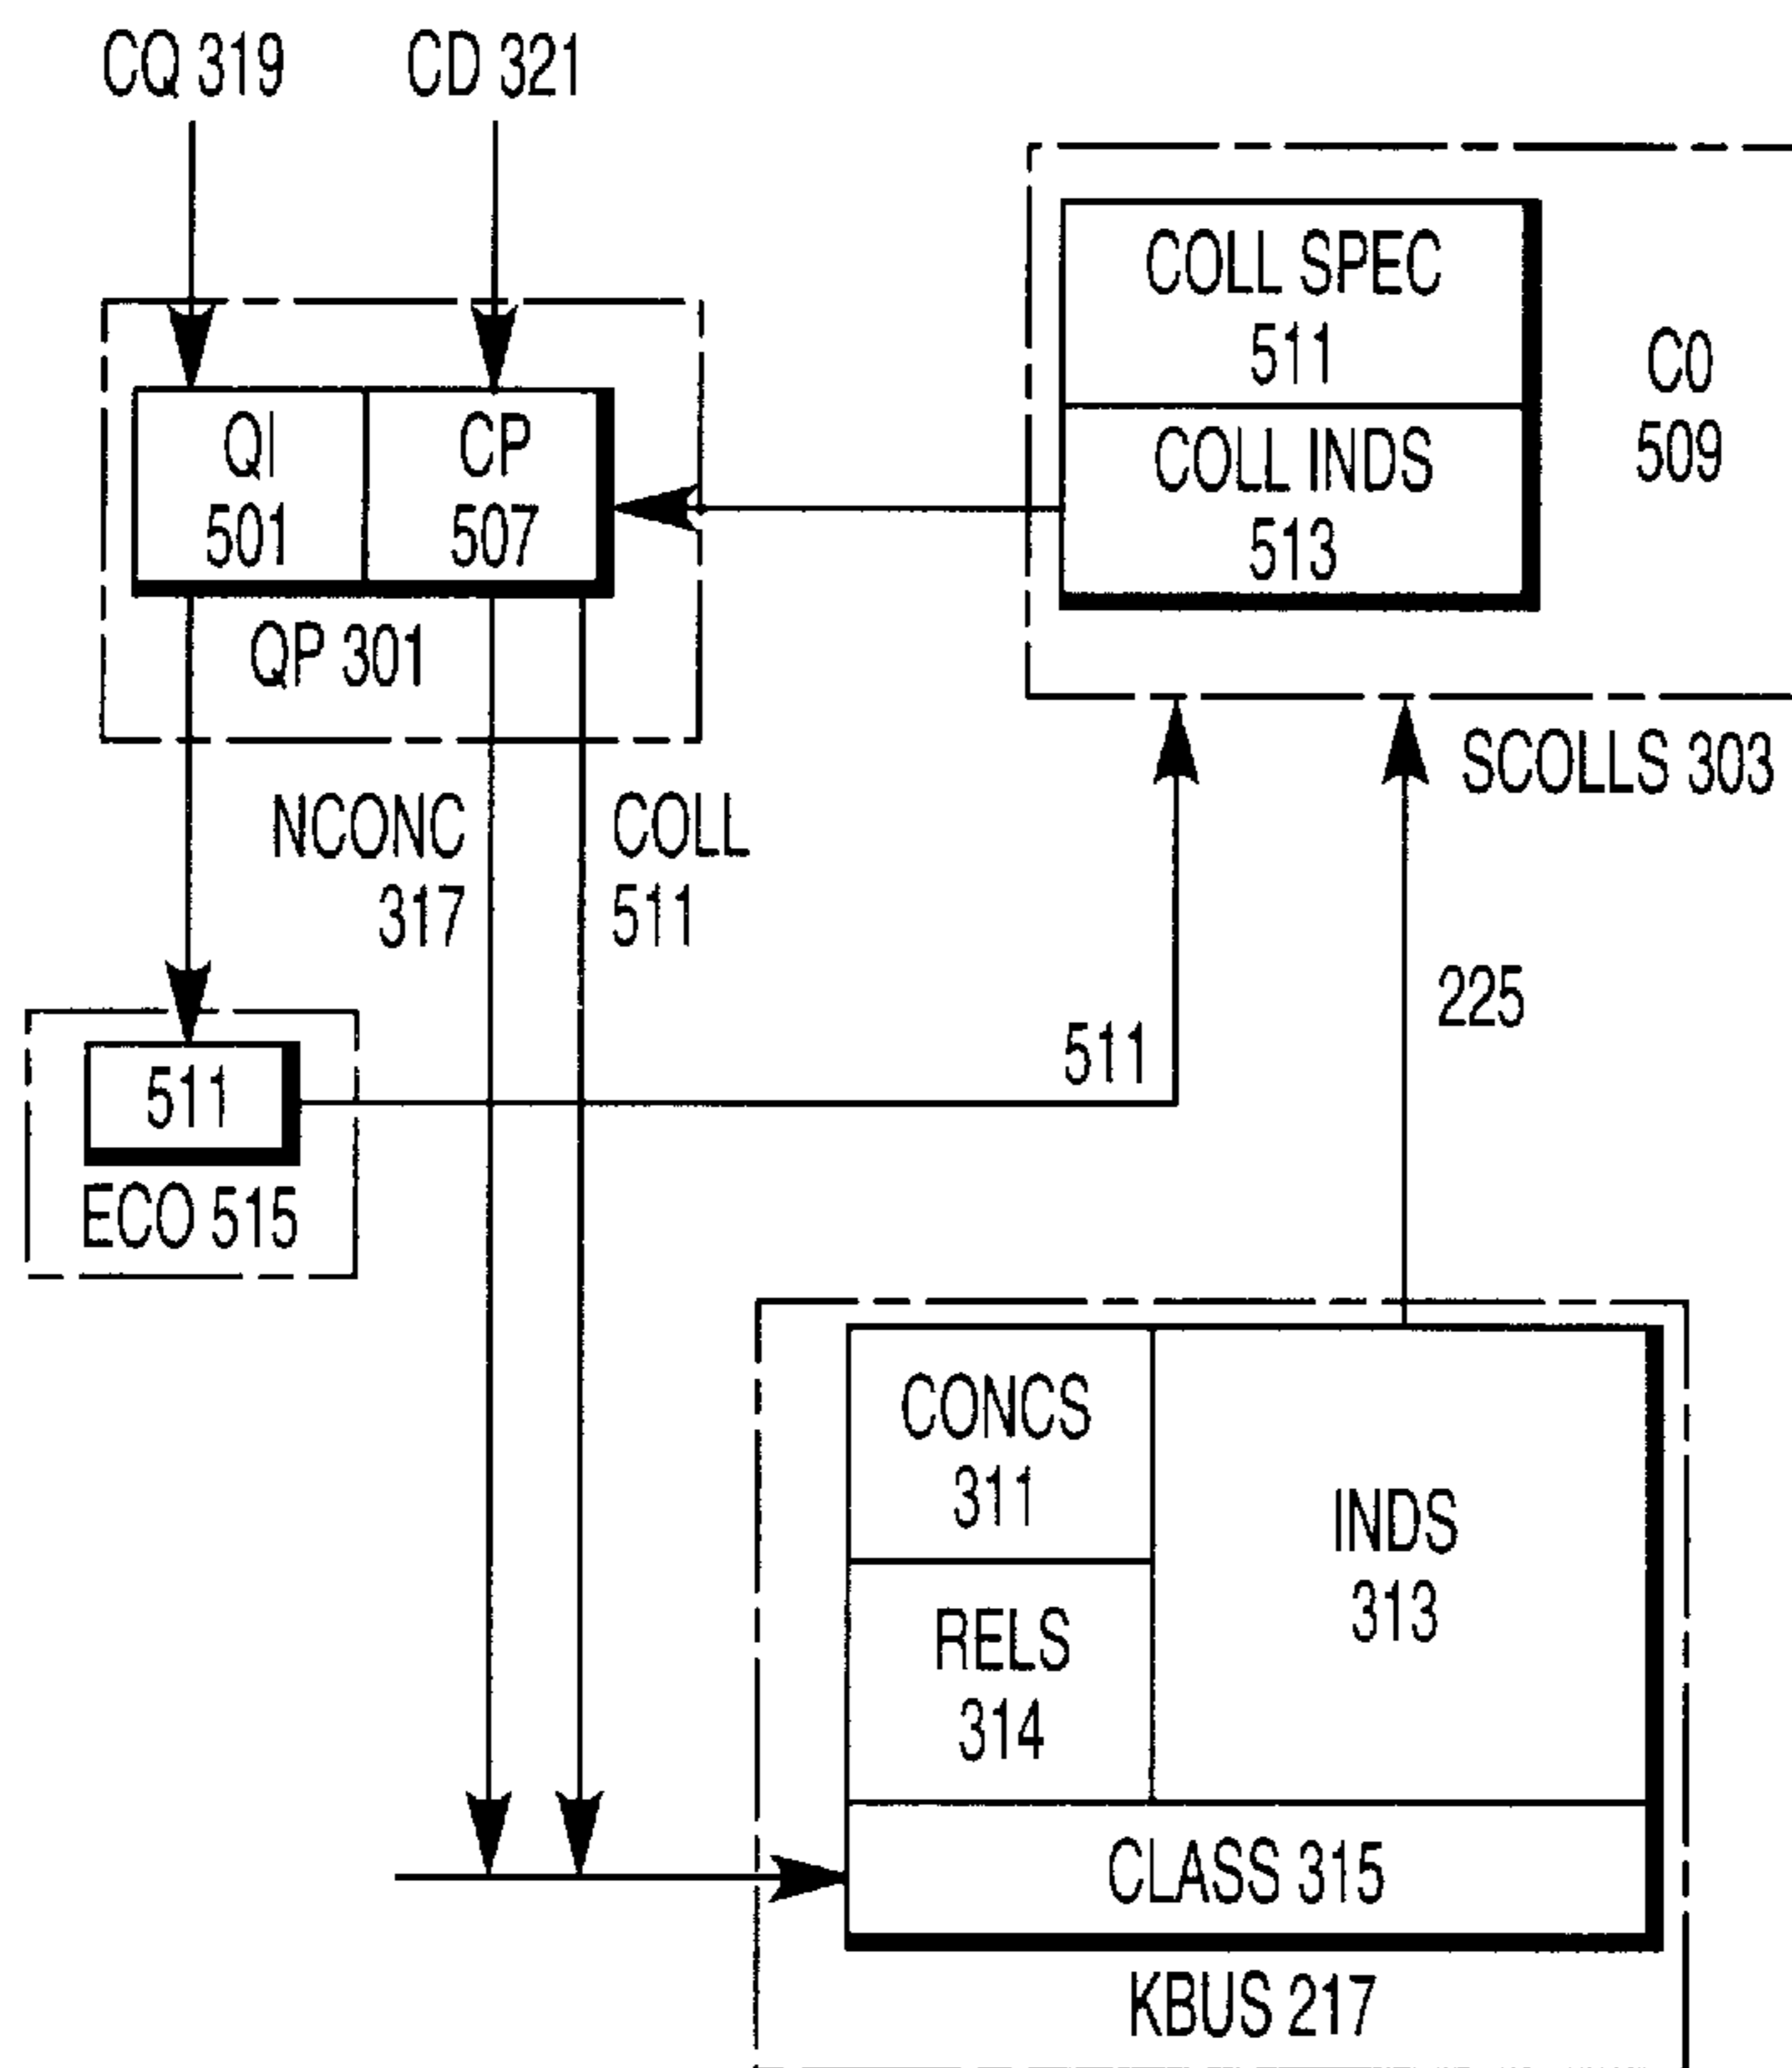 CQ 319
CD 321
COLL SPEC
511
COLL INDS
513
C0
509
QI
501
CP
507
QP 301
SCOLLS 303
NCONC
317
COLL
511
225
511
511
ECO 515
CONCS
311
INDS
313
RELS
314
CLASS 315
KBUS 217